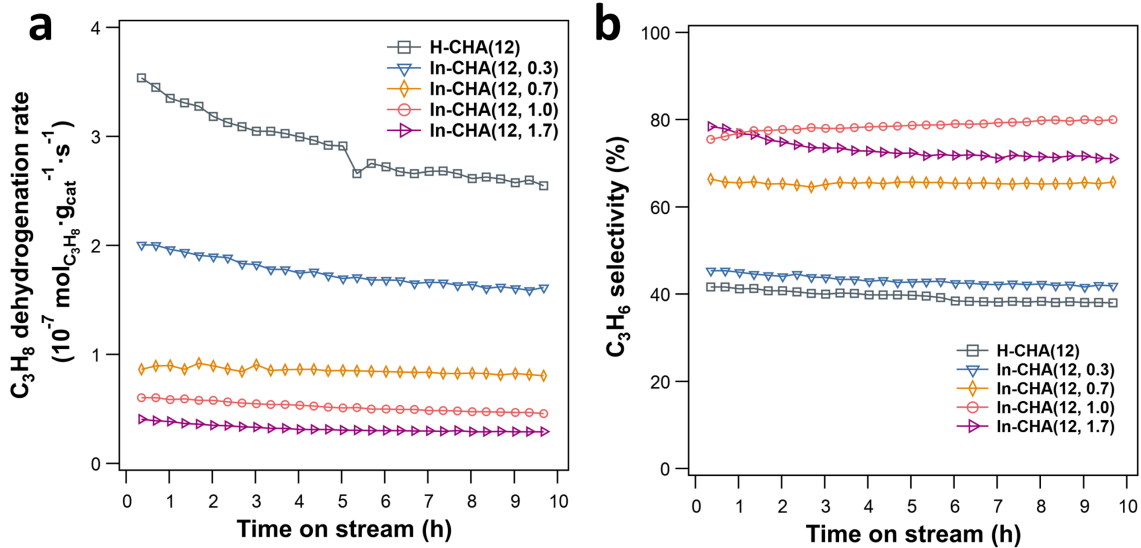 a
C₃H₈ dehydrogenation rate
(10⁻⁷ mol_C₃H₈·g_cat⁻¹·s⁻¹)
4
3
2
1
0
H-CHA(12)
In-CHA(12, 0.3)
In-CHA(12, 0.7)
In-CHA(12, 1.0)
In-CHA(12, 1.7)
0 1 2 3 4 5 6 7 8 9 10
Time on stream (h)
b
C₃H₆ selectivity (%)
100
80
60
40
20
0
H-CHA(12)
In-CHA(12, 0.3)
In-CHA(12, 0.7)
In-CHA(12, 1.0)
In-CHA(12, 1.7)
0 1 2 3 4 5 6 7 8 9 10
Time on stream (h)